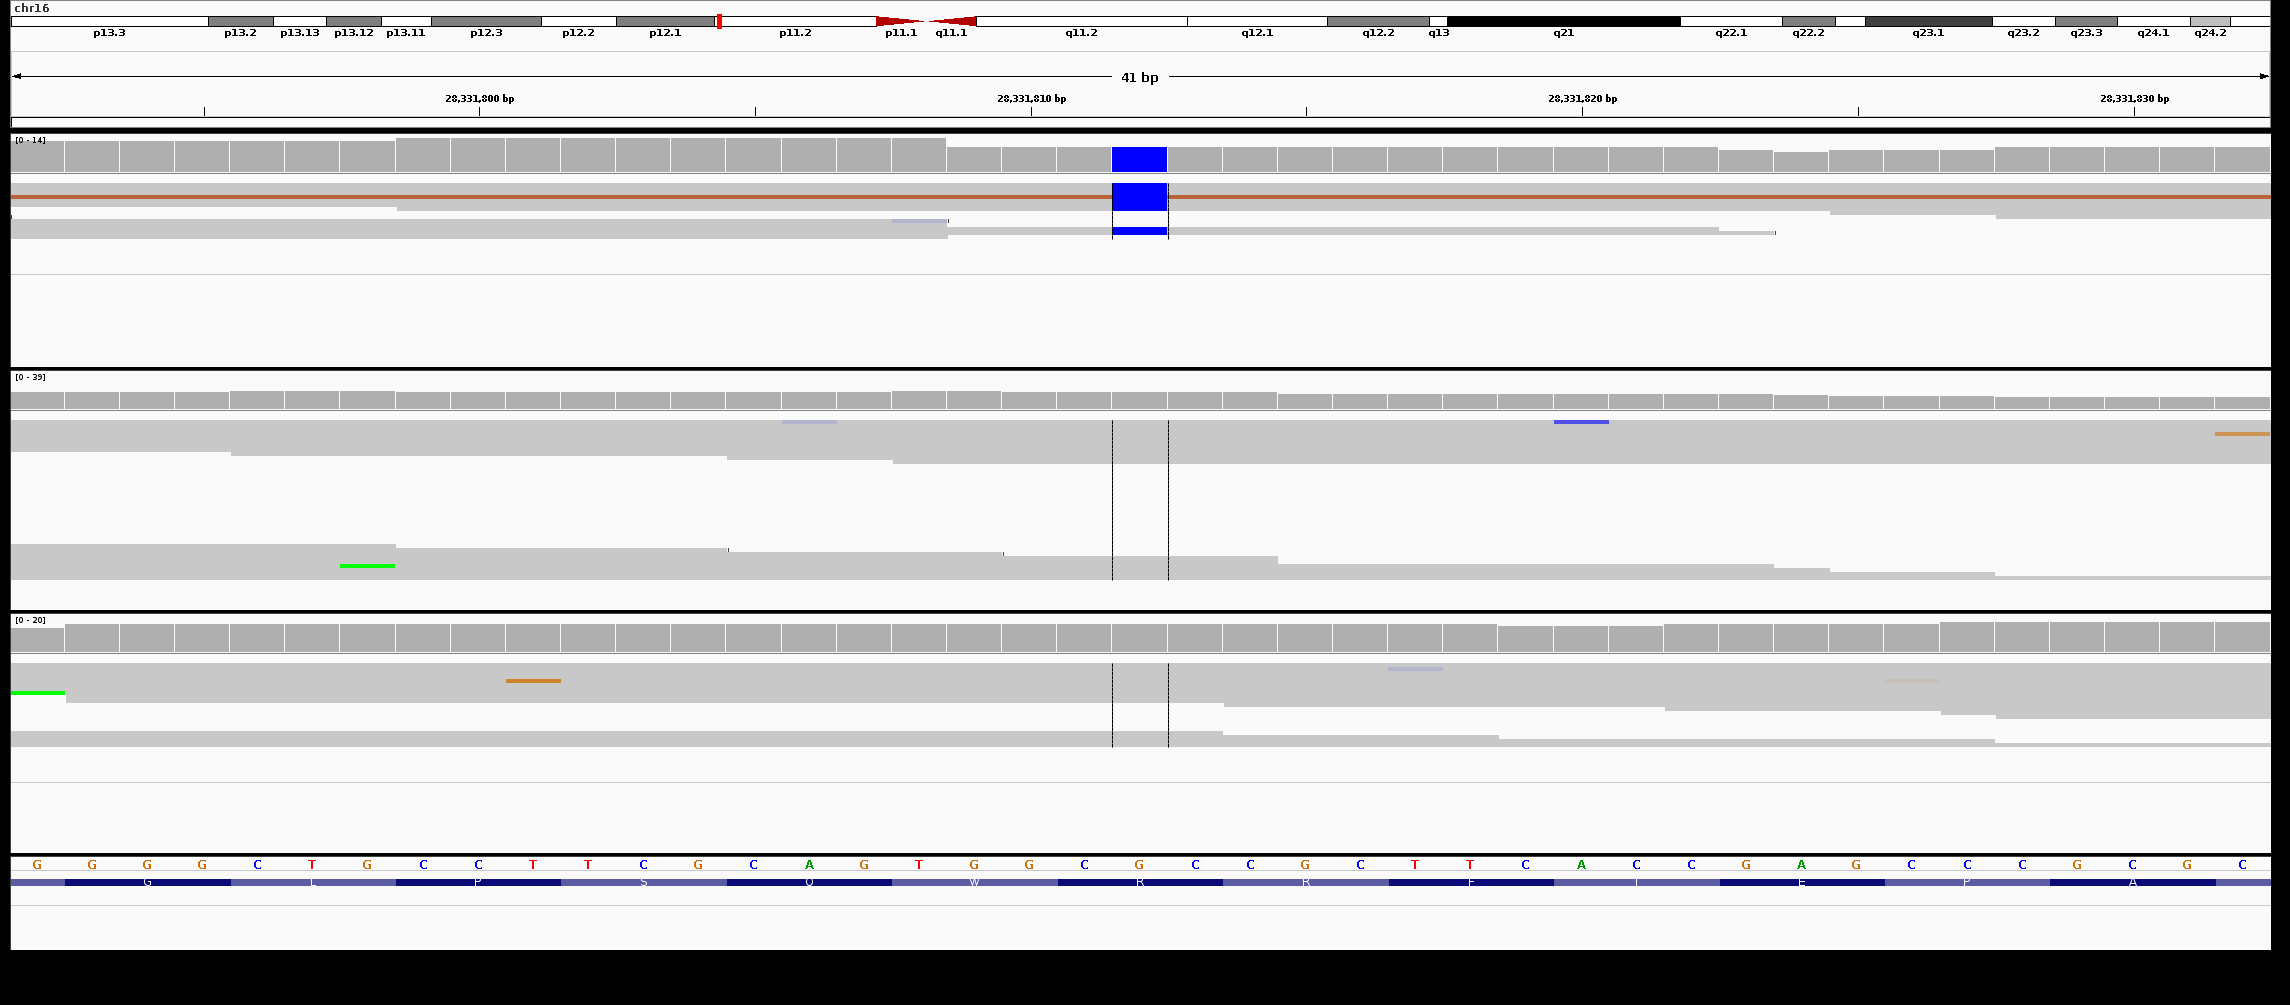 chr16
p13.3 p13.2 p13.13 p13.12 p13.11 p12.3 p12.2 p12.1 p11.2 p11.1 q11.1 q11.2 q12.1 q12.2 q13 q21 q22.1 q22.2 q23.1 q23.2 q23.3 q24.1 q24.2
41 bp
28,331,800 bp 28,331,810 bp 28,331,820 bp 28,331,830 bp
[0 - 14]
[0 - 39]
[0 - 20]
G G G G C T G C C T T C G C A G T G G C G C C G C T T C A C C G A G C C C G C G C
G L P S Q W R R F T E P A